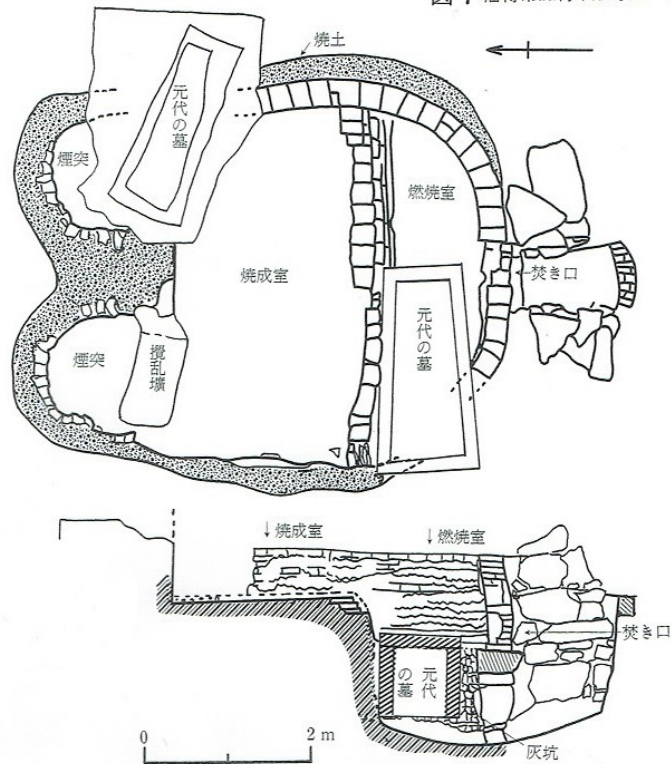 図
焼土
元代の墓
煙突
燃焼室
焼成室
焚き口
元代の墓
煙突
攪乱壙
↓焼成室
↓燃焼室
焚き口
元代の墓
0 2 m
灰坑